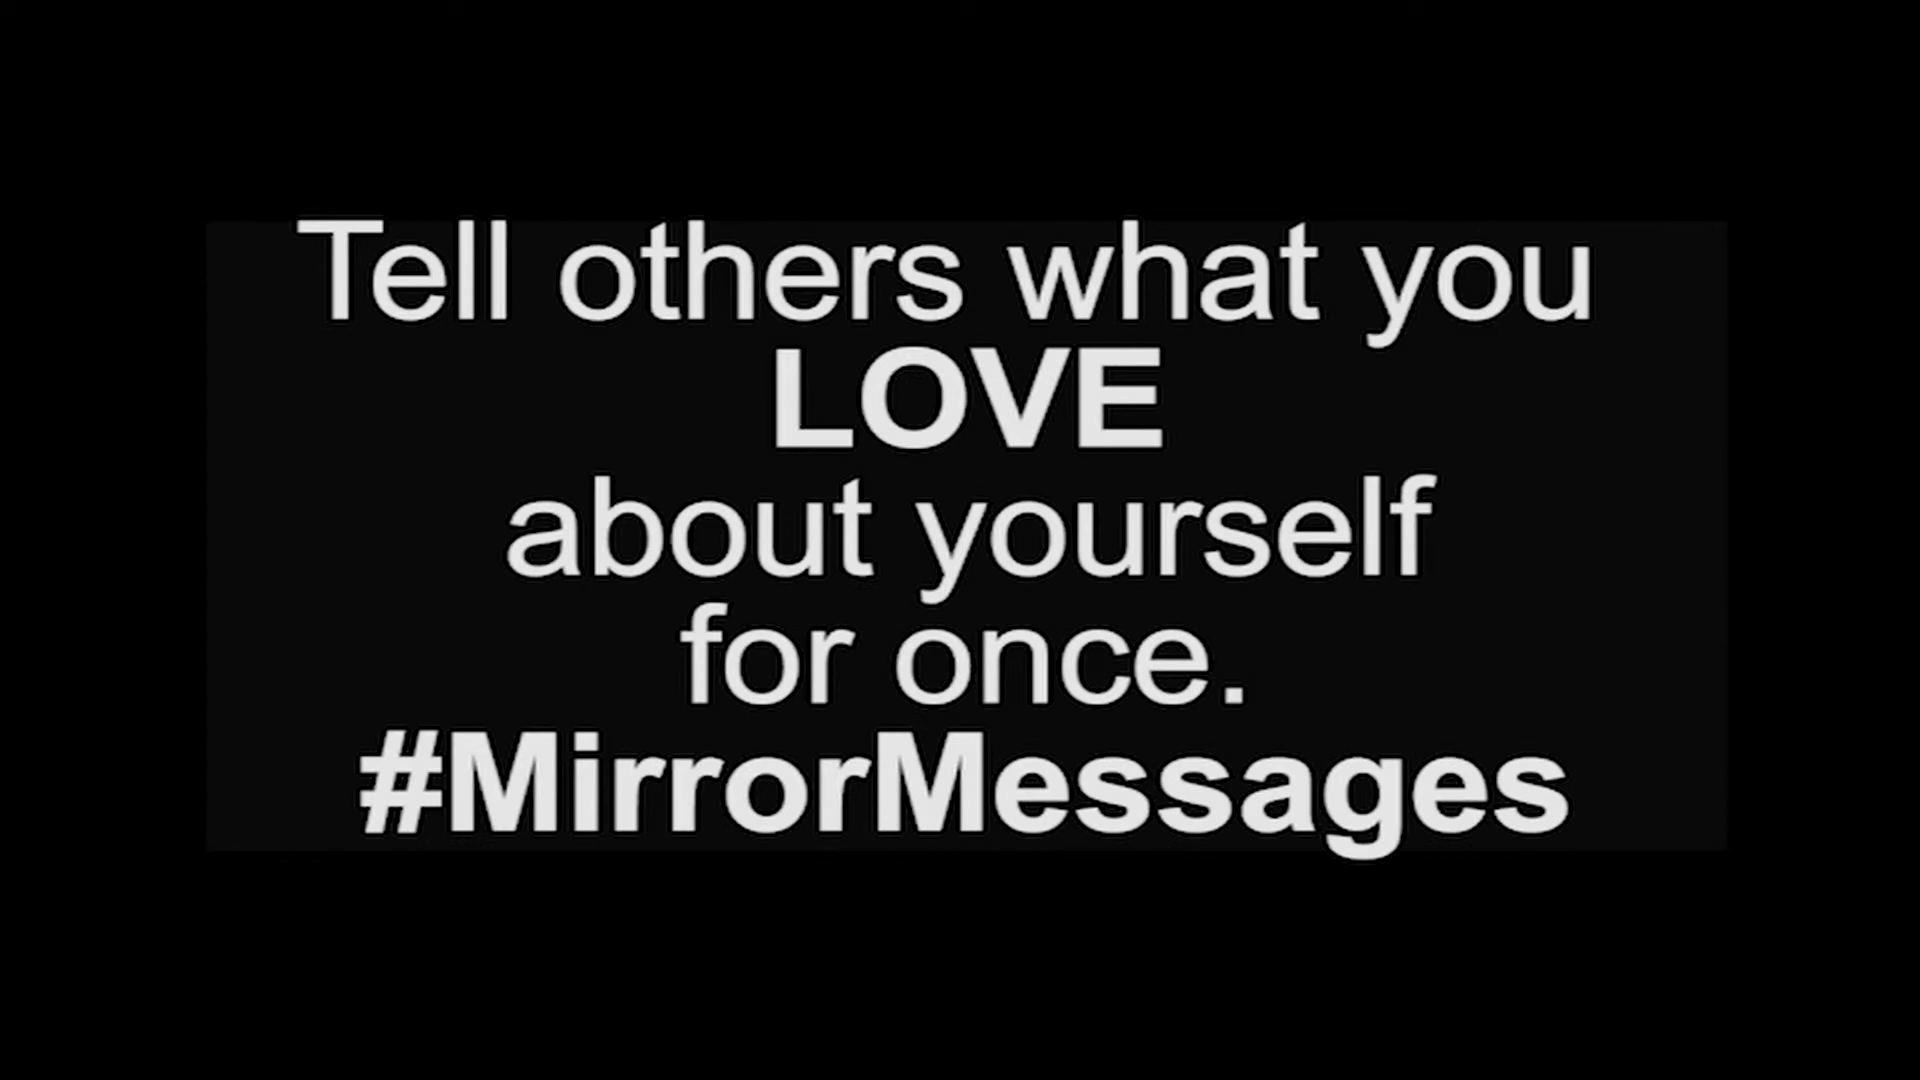 Tell others what you
LOVE
about yourself
for once.
#MirrorMessages